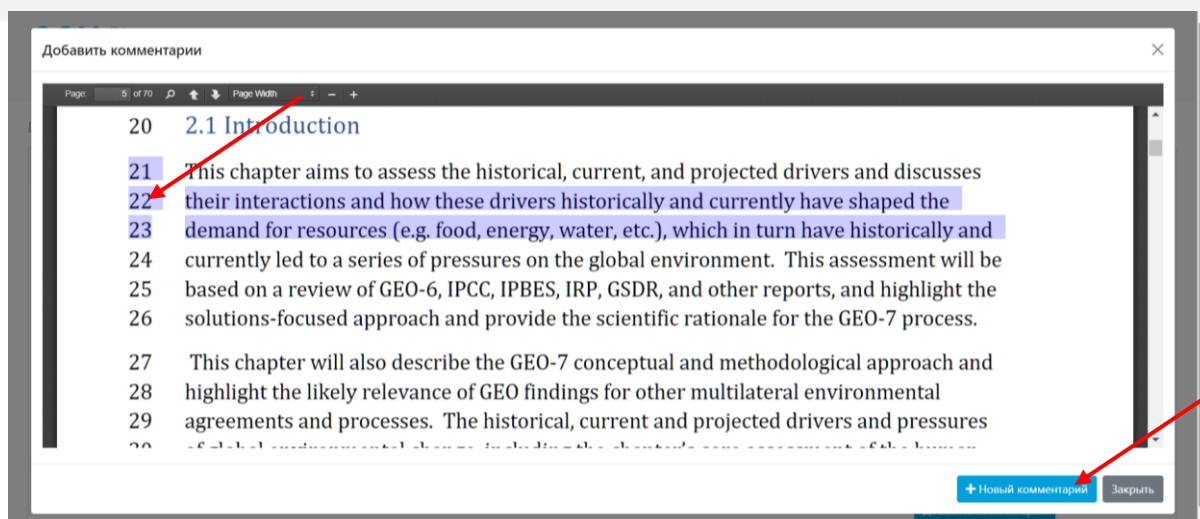 Добавить комментарии ×
Page: 5 of 70 Page Width
20 2.1 Introduction
21 This chapter aims to assess the historical, current, and projected drivers and discusses
22 their interactions and how these drivers historically and currently have shaped the
23 demand for resources (e.g. food, energy, water, etc.), which in turn have historically and
24 currently led to a series of pressures on the global environment. This assessment will be
25 based on a review of GEO-6, IPCC, IPBES, IRP, GSDR, and other reports, and highlight the
26 solutions-focused approach and provide the scientific rationale for the GEO-7 process.
27 This chapter will also describe the GEO-7 conceptual and methodological approach and
28 highlight the likely relevance of GEO findings for other multilateral environmental
29 agreements and processes. The historical, current and projected drivers and pressures
+ Новый комментарий Закрыть